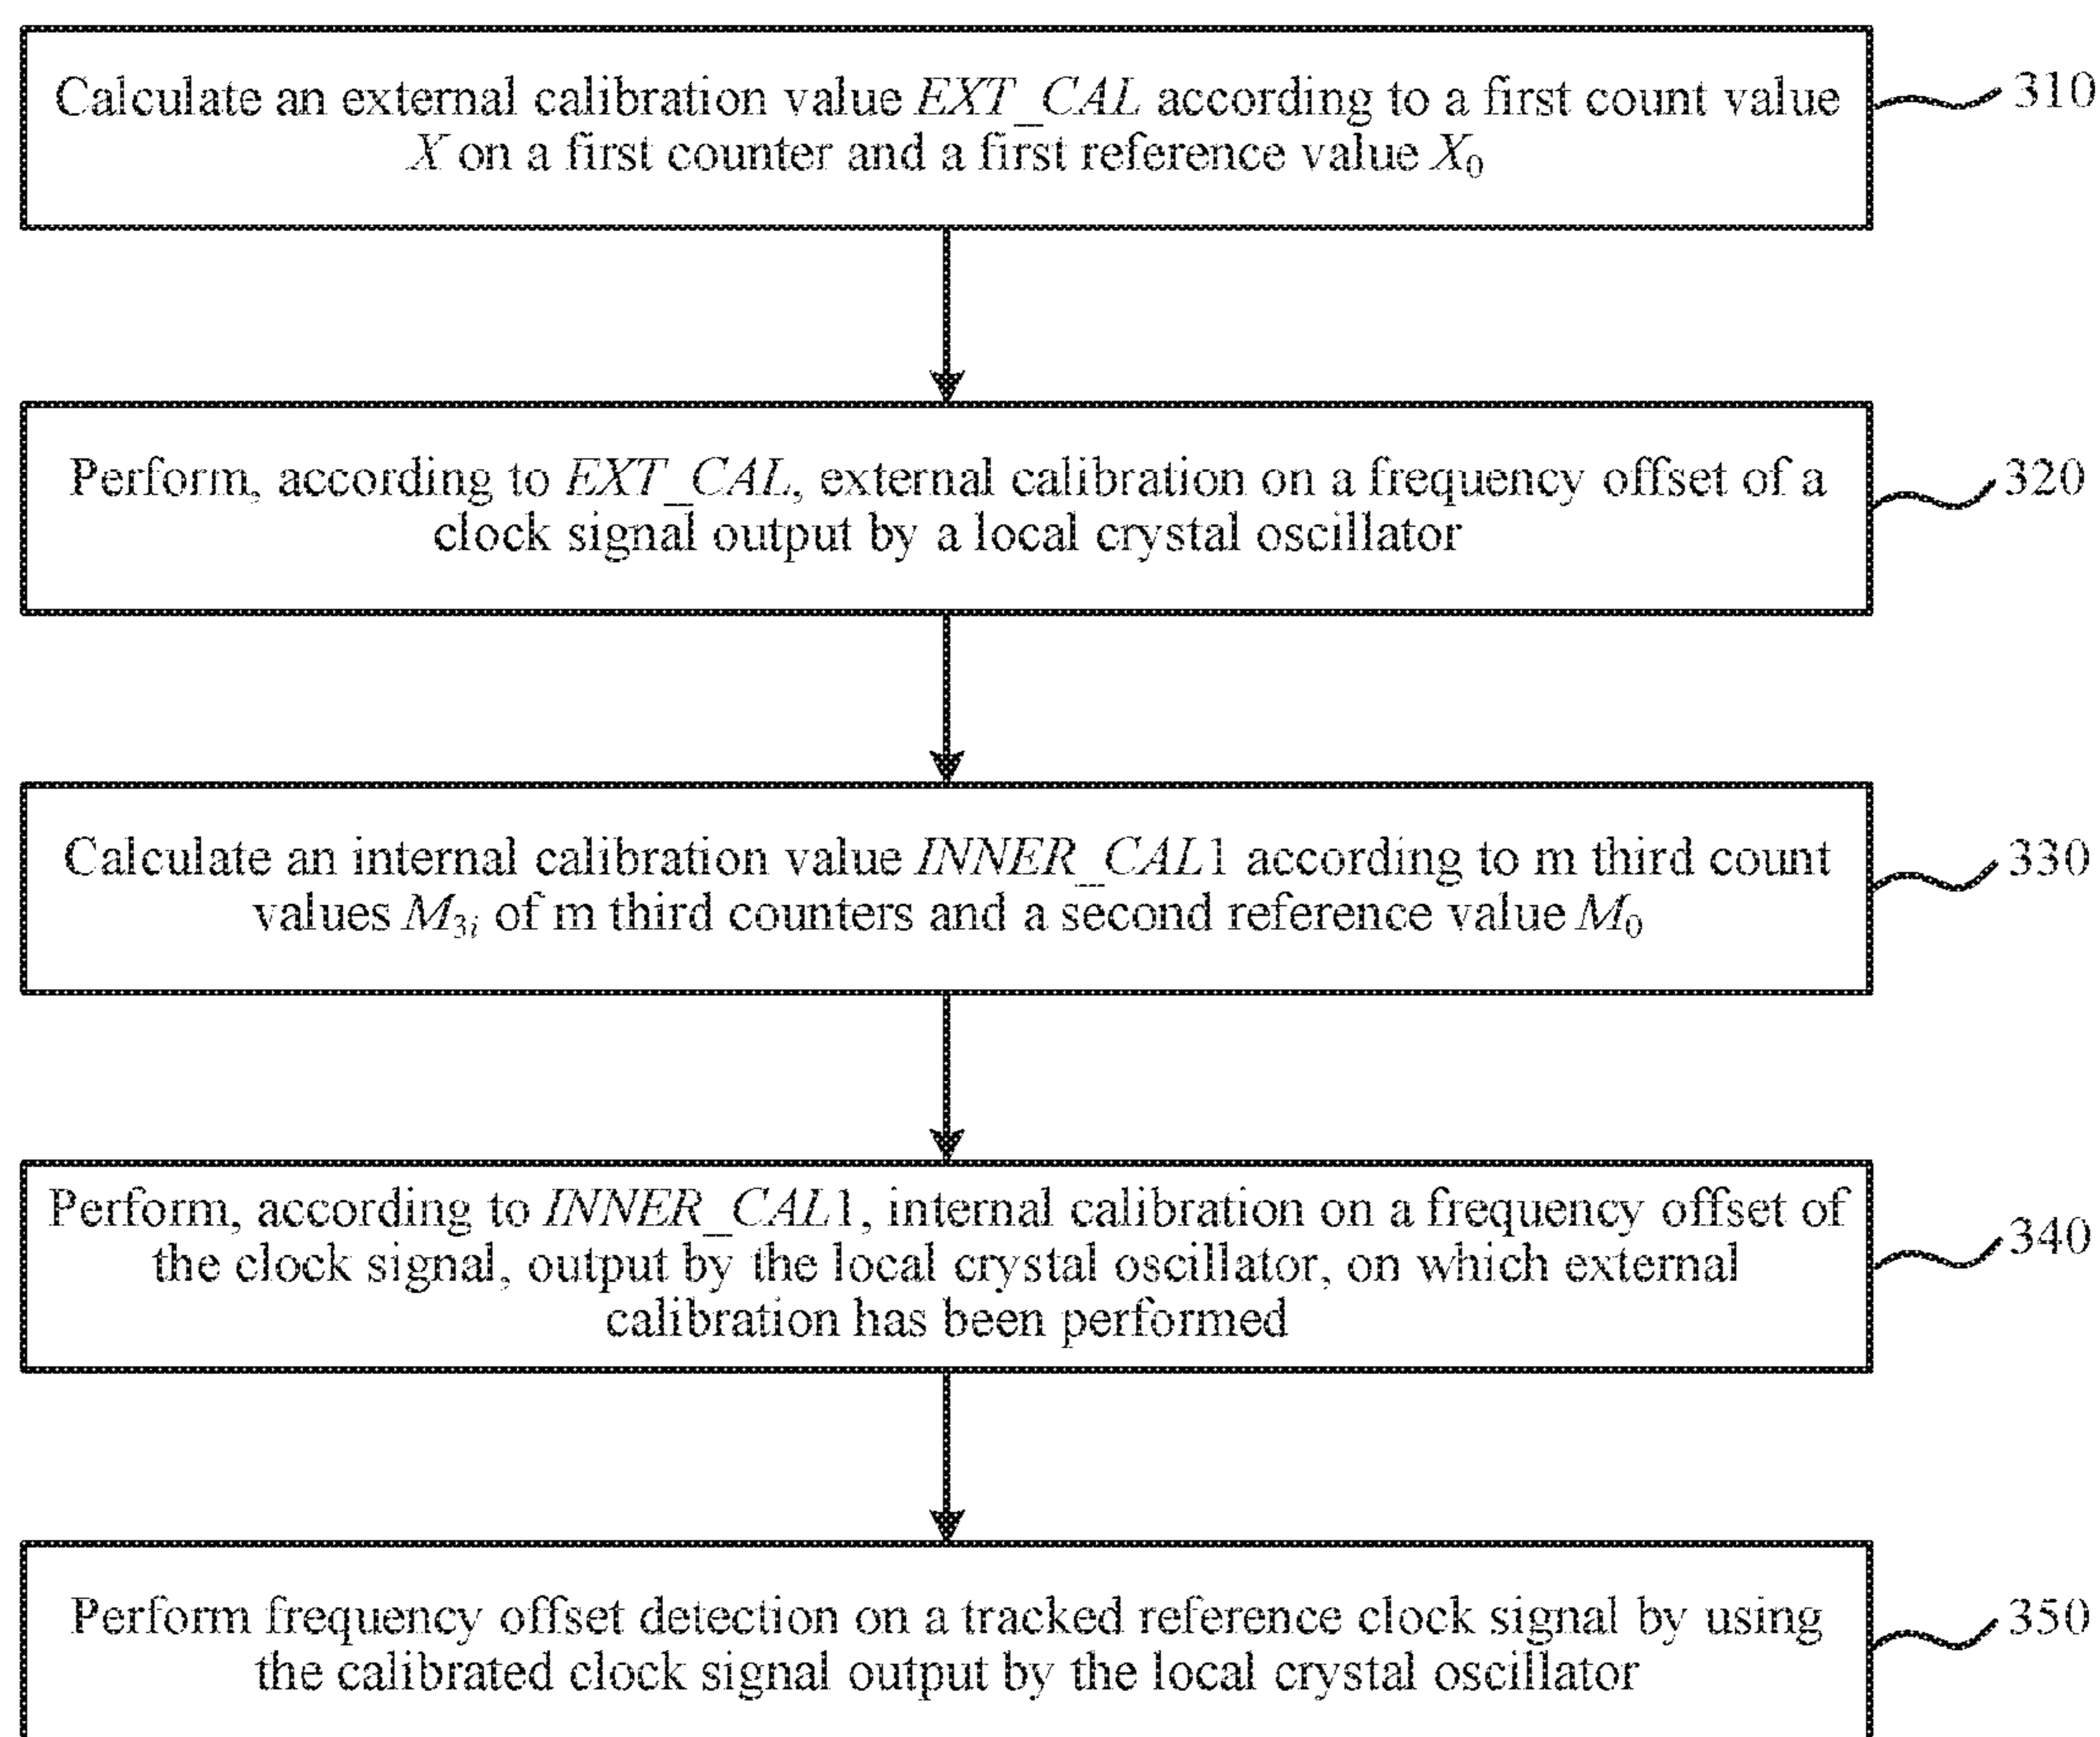 Calculate an external calibration value EXT_CAL according to a first count value
X on a first counter and a first reference value X₀
310
Perform, according to EXT_CAL, external calibration on a frequency offset of a
clock signal output by a local crystal oscillator
320
Calculate an internal calibration value INNER_CAL1 according to m third count
values M₃ᵢ of m third counters and a second reference value M₀
330
Perform, according to INNER_CAL1, internal calibration on a frequency offset of
the clock signal, output by the local crystal oscillator, on which external
calibration has been performed
340
Perform frequency offset detection on a tracked reference clock signal by using
the calibrated clock signal output by the local crystal oscillator
350